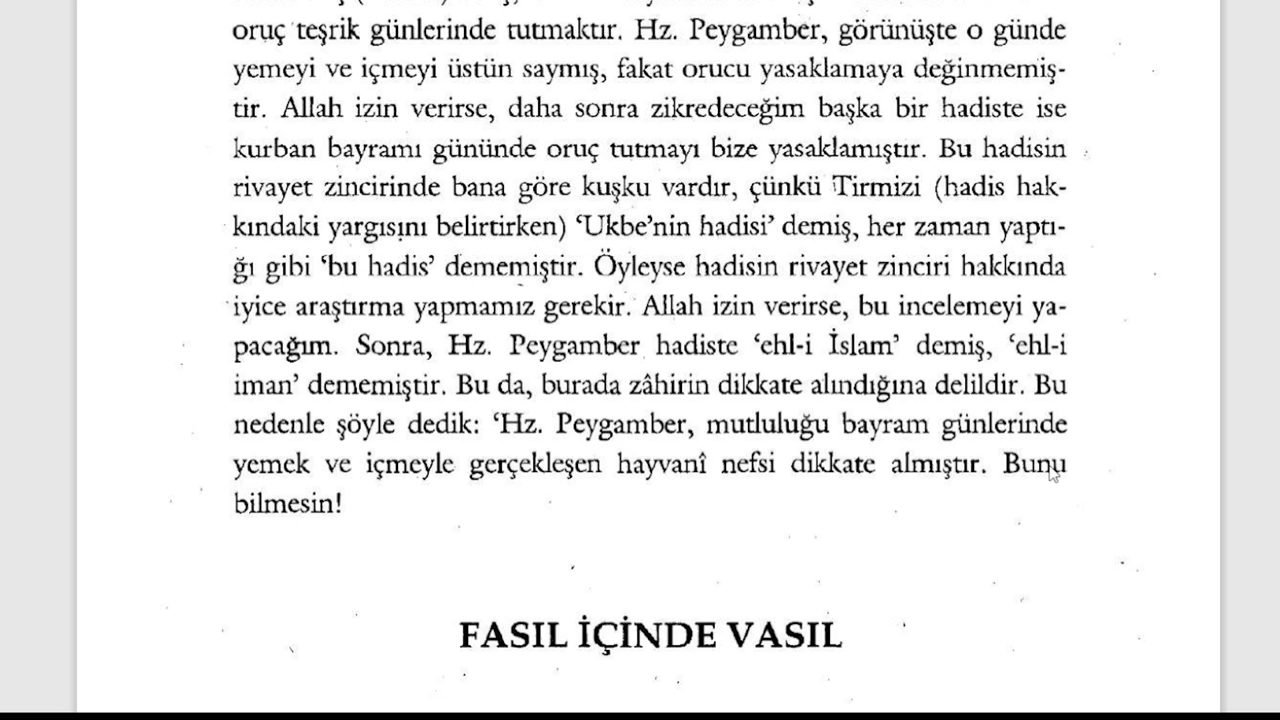 oruç teşrik günlerinde tutmaktır. Hz. Peygamber, görünüşte o günde
yemeyi ve içmeyi üstün saymış, fakat orucu yasaklamaya değinmemiş-
tir. Allah izin verirse, daha sonra zikredeceğim başka bir hadiste ise
kurban bayramı gününde oruç tutmayı bize yasaklamıştır. Bu hadisin
rivayet zincirinde bana göre kuşku vardır, çünkü Tirmizi (hadis hak-
kındaki yargısını belirtirken) ‘Ukbe’nin hadisi’ demiş, her zaman yaptı-
ğı gibi ‘bu hadis’ dememiştir. Öyleyse hadisin rivayet zinciri hakkında
iyice araştırma yapmamız gerekir. Allah izin verirse, bu incelemeyi ya-
pacağım. Sonra, Hz. Peygamber hadiste ‘ehl-i İslam’ demiş, ‘ehl-i
iman’ dememiştir. Bu da, burada zâhirin dikkate alındığına delildir. Bu
nedenle şöyle dedik: ‘Hz. Peygamber, mutluluğu bayram günlerinde
yemek ve içmeyle gerçekleşen hayvanî nefsi dikkate almıştır. Bunu
bilmesin!
FASIL İÇİNDE VASIL